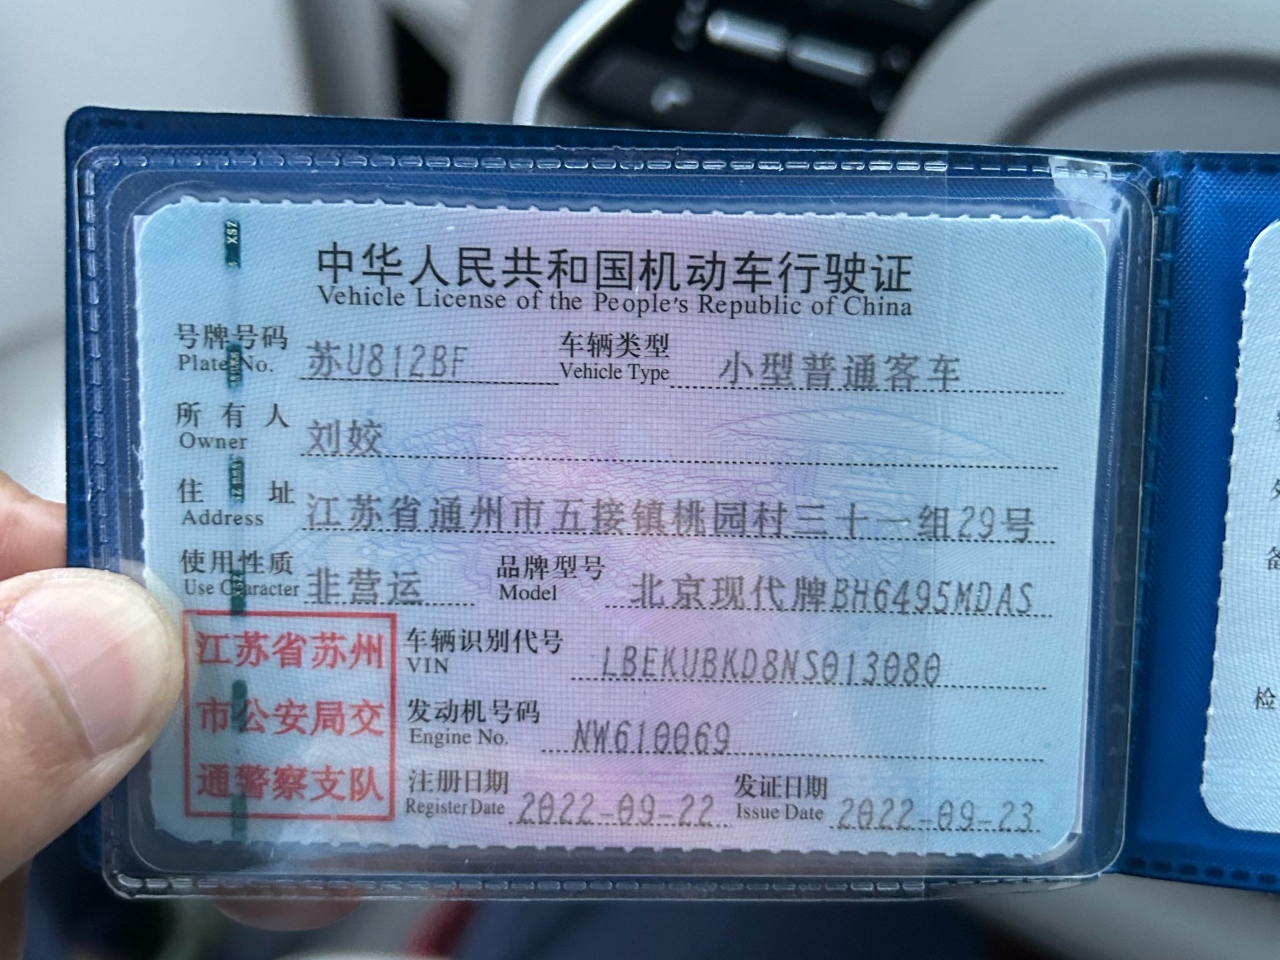 中华人民共和国机动车行驶证
Vehicle License of the People's Republic of China
号牌号码 苏U812BF 车辆类型 小型普通客车
Plate No. Vehicle Type
所有人 刘姣
Owner
住址 江苏省通州市五接镇桃园村三十一组29号
Address
使用性质 非营运 品牌型号 北京现代牌BH6495MDAS
Use Character Model
江苏省苏州
市公安局交
通警察支队
车辆识别代号 LBEKUBKD8NS013080
VIN
发动机号码 NW610069
Engine No.
注册日期 2022-09-22 发证日期 2022-09-23
Register Date Issue Date
检